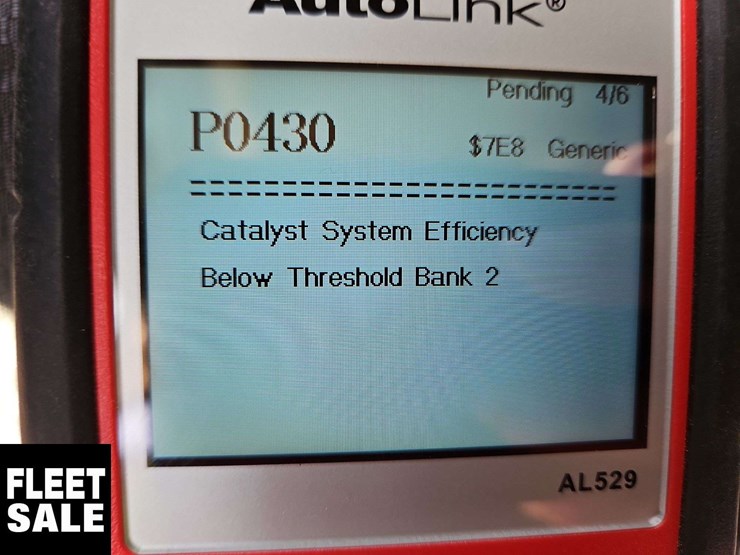 AutoLink®
Pending 4/6
P0430
$7E8 Generic
================================
Catalyst System Efficiency
Below Threshold Bank 2
AL529
FLEET
SALE